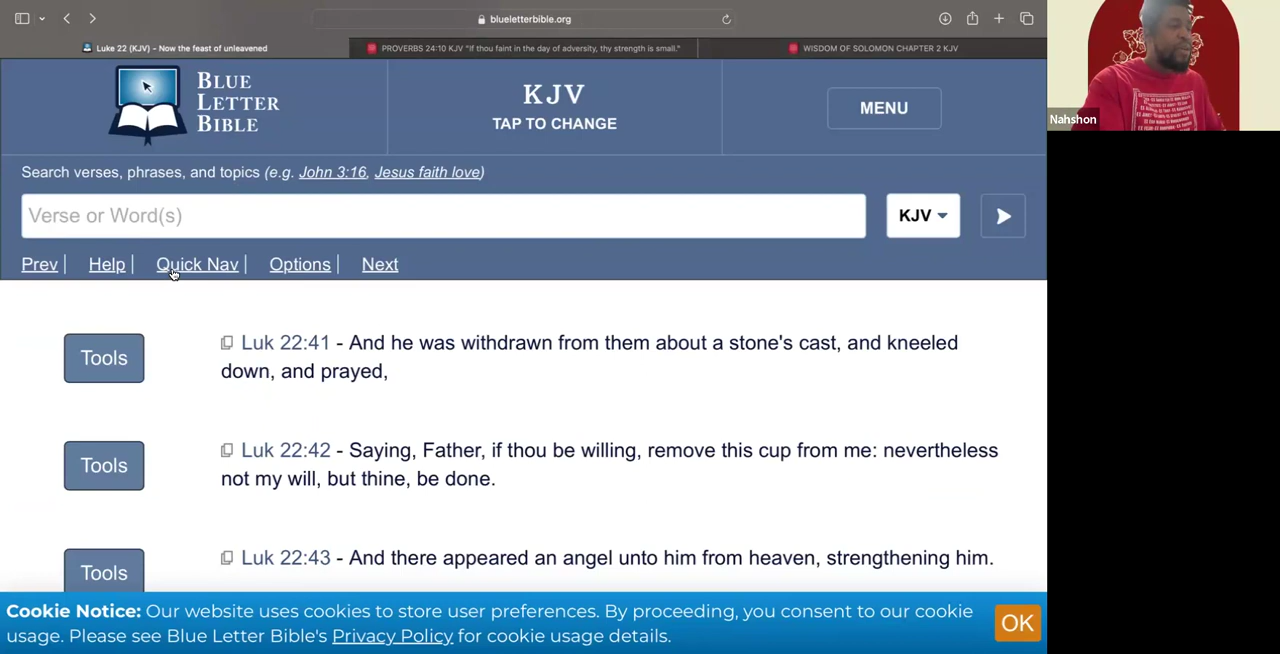 blueletterbible.org
Luke 22 (KJV) - Now the feast of unleavened
PROVERBS 24:10 KJV "If thou faint in the day of adversity, thy strength is small."
WISDOM OF SOLOMON CHAPTER 2 KJV
BLUE
LETTER
BIBLE
KJV
TAP TO CHANGE
MENU
Search verses, phrases, and topics (e.g. John 3:16, Jesus faith love)
Verse or Word(s)
KJV
Prev | Help | Quick Nav | Options | Next
Tools
Luk 22:41 - And he was withdrawn from them about a stone's cast, and kneeled
down, and prayed,
Tools
Luk 22:42 - Saying, Father, if thou be willing, remove this cup from me: nevertheless
not my will, but thine, be done.
Tools
Luk 22:43 - And there appeared an angel unto him from heaven, strengthening him.
Cookie Notice: Our website uses cookies to store user preferences. By proceeding, you consent to our cookie
usage. Please see Blue Letter Bible's Privacy Policy for cookie usage details.
OK
Nahshon